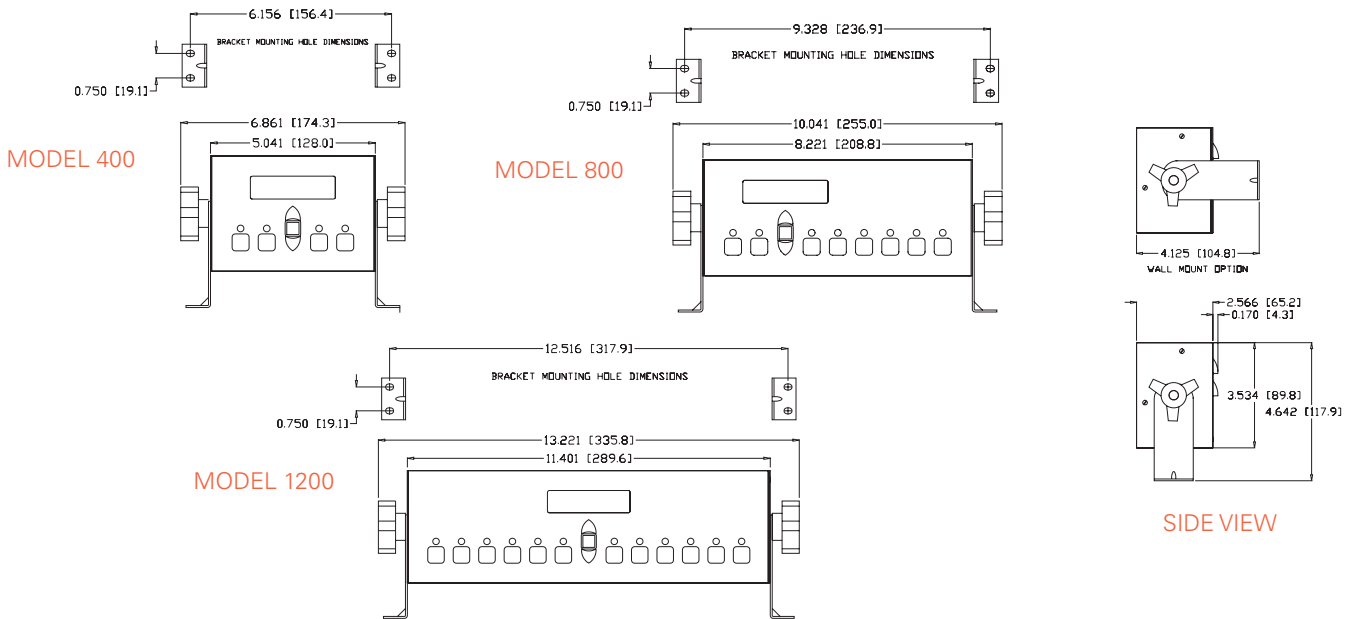 6.156 [156.4]
BRACKET MOUNTING HOLE DIMENSIONS
0.750 [19.1]
6.861 [174.3]
5.041 [128.0]
MODEL 400
9.328 [236.9]
BRACKET MOUNTING HOLE DIMENSIONS
0.750 [19.1]
10.041 [255.0]
8.221 [208.8]
MODEL 800
12.516 [317.9]
BRACKET MOUNTING HOLE DIMENSIONS
0.750 [19.1]
13.221 [335.8]
11.401 [289.6]
MODEL 1200
4.125 [104.8]
WALL MOUNT OPTION
2.566 [65.2]
0.170 [4.3]
3.534 [89.8]
4.642 [117.9]
SIDE VIEW